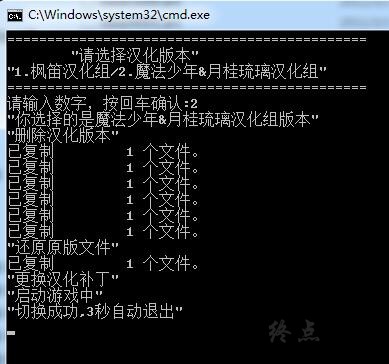 C:\Windows\system32\cmd.exe
==================================================
"请选择汉化版本"
"1.枫笛汉化组/2.魔法少年&月桂琉璃汉化组"
==================================================
请输入数字，按回车确认:2
"你选择的是魔法少年&月桂琉璃汉化组版本"
"删除汉化版本"
已复制         1 个文件。
已复制         1 个文件。
已复制         1 个文件。
已复制         1 个文件。
已复制         1 个文件。
"还原原版文件"
已复制         1 个文件。
"更换汉化补丁"
"启动游戏中"
"切换成功,3秒自动退出"
终点